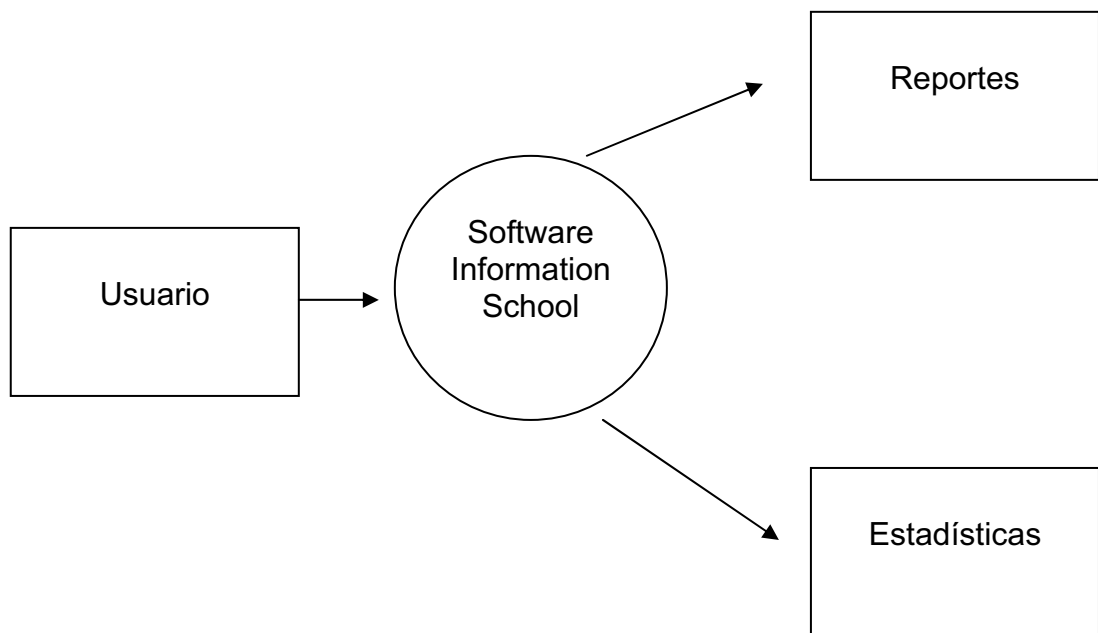 Reportes
Usuario
Software
Information
School
Estadísticas